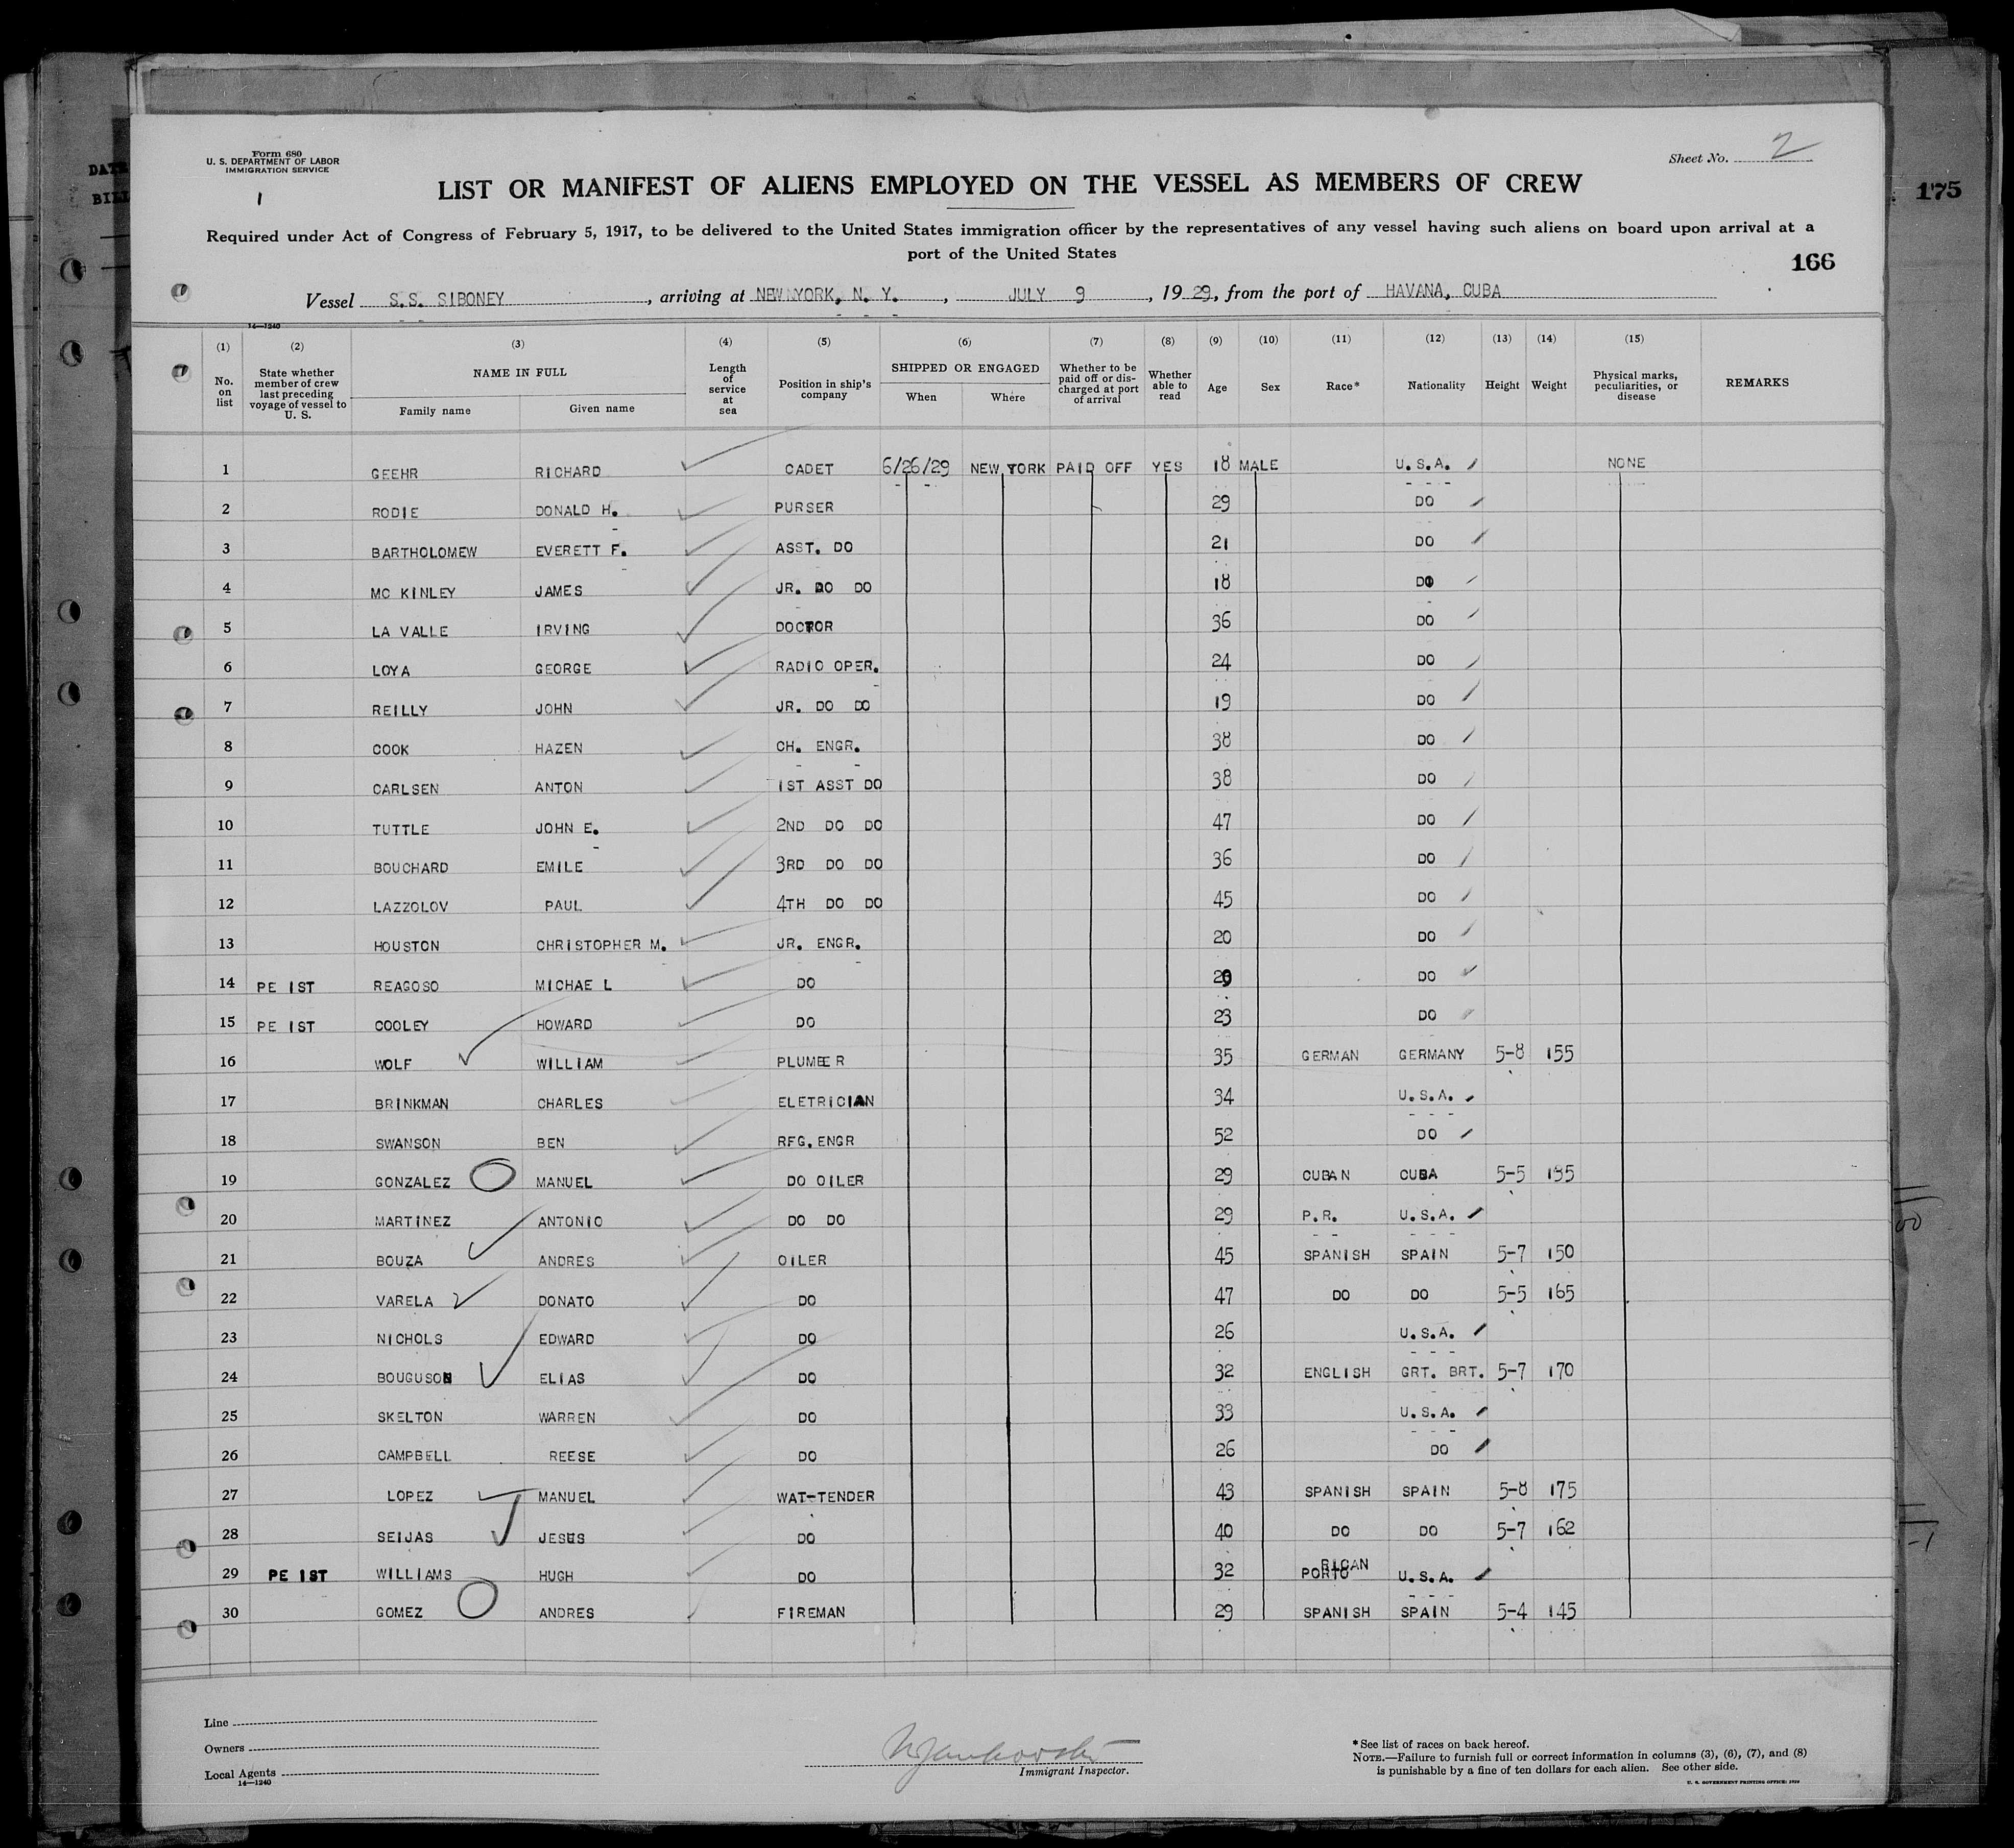 Form 680
U. S. DEPARTMENT OF LABOR
IMMIGRATION SERVICE
1
Sheet No. 2
LIST OR MANIFEST OF ALIENS EMPLOYED ON THE VESSEL AS MEMBERS OF CREW
175
Required under Act of Congress of February 5, 1917, to be delivered to the United States immigration officer by the representatives of any vessel having such aliens on board upon arrival at a
port of the United States
166
Vessel S.S. SIBONEY, arriving at NEW YORK, N. Y., JULY 9, 1929, from the port of HAVANA, CUBA
14—1240
(1) (2) (3) (4) (5) (6) (7) (8) (9) (10) (11) (12) (13) (14) (15)
No. on list State whether member of crew last preceding voyage of vessel to U. S. NAME IN FULL Family name Given name Length of service at sea Position in ship's company SHIPPED OR ENGAGED When Where Whether to be paid off or discharged at port of arrival Whether able to read Age Sex Race* Nationality Height Weight Physical marks, peculiarities, or disease REMARKS
1 GEEHR RICHARD CADET 6/26/29 NEW YORK PAID OFF YES 18 MALE U.S.A. NONE
2 RODIE DONALD H. PURSER 29 DO
3 BARTHOLOMEW EVERETT F. ASST. DO 21 DO
4 MC KINLEY JAMES JR. DO DO 18 DO
5 LA VALLE IRVING DOCTOR 36 DO
6 LOYA GEORGE RADIO OPER. 24 DO
7 REILLY JOHN JR. DO DO 19 DO
8 COOK HAZEN CH. ENGR. 38 DO
9 CARLSEN ANTON 1ST ASST DO 38 DO
10 TUTTLE JOHN E. 2ND DO DO 47 DO
11 BOUCHARD EMILE 3RD DO DO 36 DO
12 LAZZOLOV PAUL 4TH DO DO 45 DO
13 HOUSTON CHRISTOPHER M. JR. ENGR. 20 DO
14 PE 1ST REAGOSO MICHAEL DO DO
15 PE 1ST COOLEY HOWARD DO 23 DO
16 WOLF WILLIAM PLUMBER 35 GERMAN GERMANY 5-8 155
17 BRINKMAN CHARLES ELETRICIAN 34 U.S.A.
18 SWANSON BEN RFG. ENGR 52 DO
19 GONZALEZ MANUEL DO OILER 29 CUBAN CUBA 5-5
20 MARTINEZ ANTONIO DO DO 29 P.R. U.S.A.
21 BOUZA ANDRES OILER 45 SPANISH SPAIN 5-7 150
22 VARELA DONATO DO 47 DO DO 5-5 165
23 NICHOLS EDWARD DO 26 U.S.A.
24 BOUGUSON ELIAS DO 32 ENGLISH GRT. BRT. 5-7 170
25 SKELTON WARREN DO 33 U.S.A.
26 CAMPBELL REESE DO 26 DO
27 LOPEZ MANUEL WAT-TENDER 43 SPANISH SPAIN 5-8 175
28 SEIJAS JESUS DO 40 DO DO 5-7 162
29 PE 1ST WILLIAMS HUGH DO 32 PORTO RICAN U.S.A.
30 GOMEZ ANDRES FIREMAN 29 SPANISH SPAIN 5-4 145
Line
Owners
Local Agents
14—1240
Immigrant Inspector.
*See list of races on back hereof.
NOTE.—Failure to furnish full or correct information in columns (3), (6), (7), and (8)
is punishable by a fine of ten dollars for each alien. See other side.